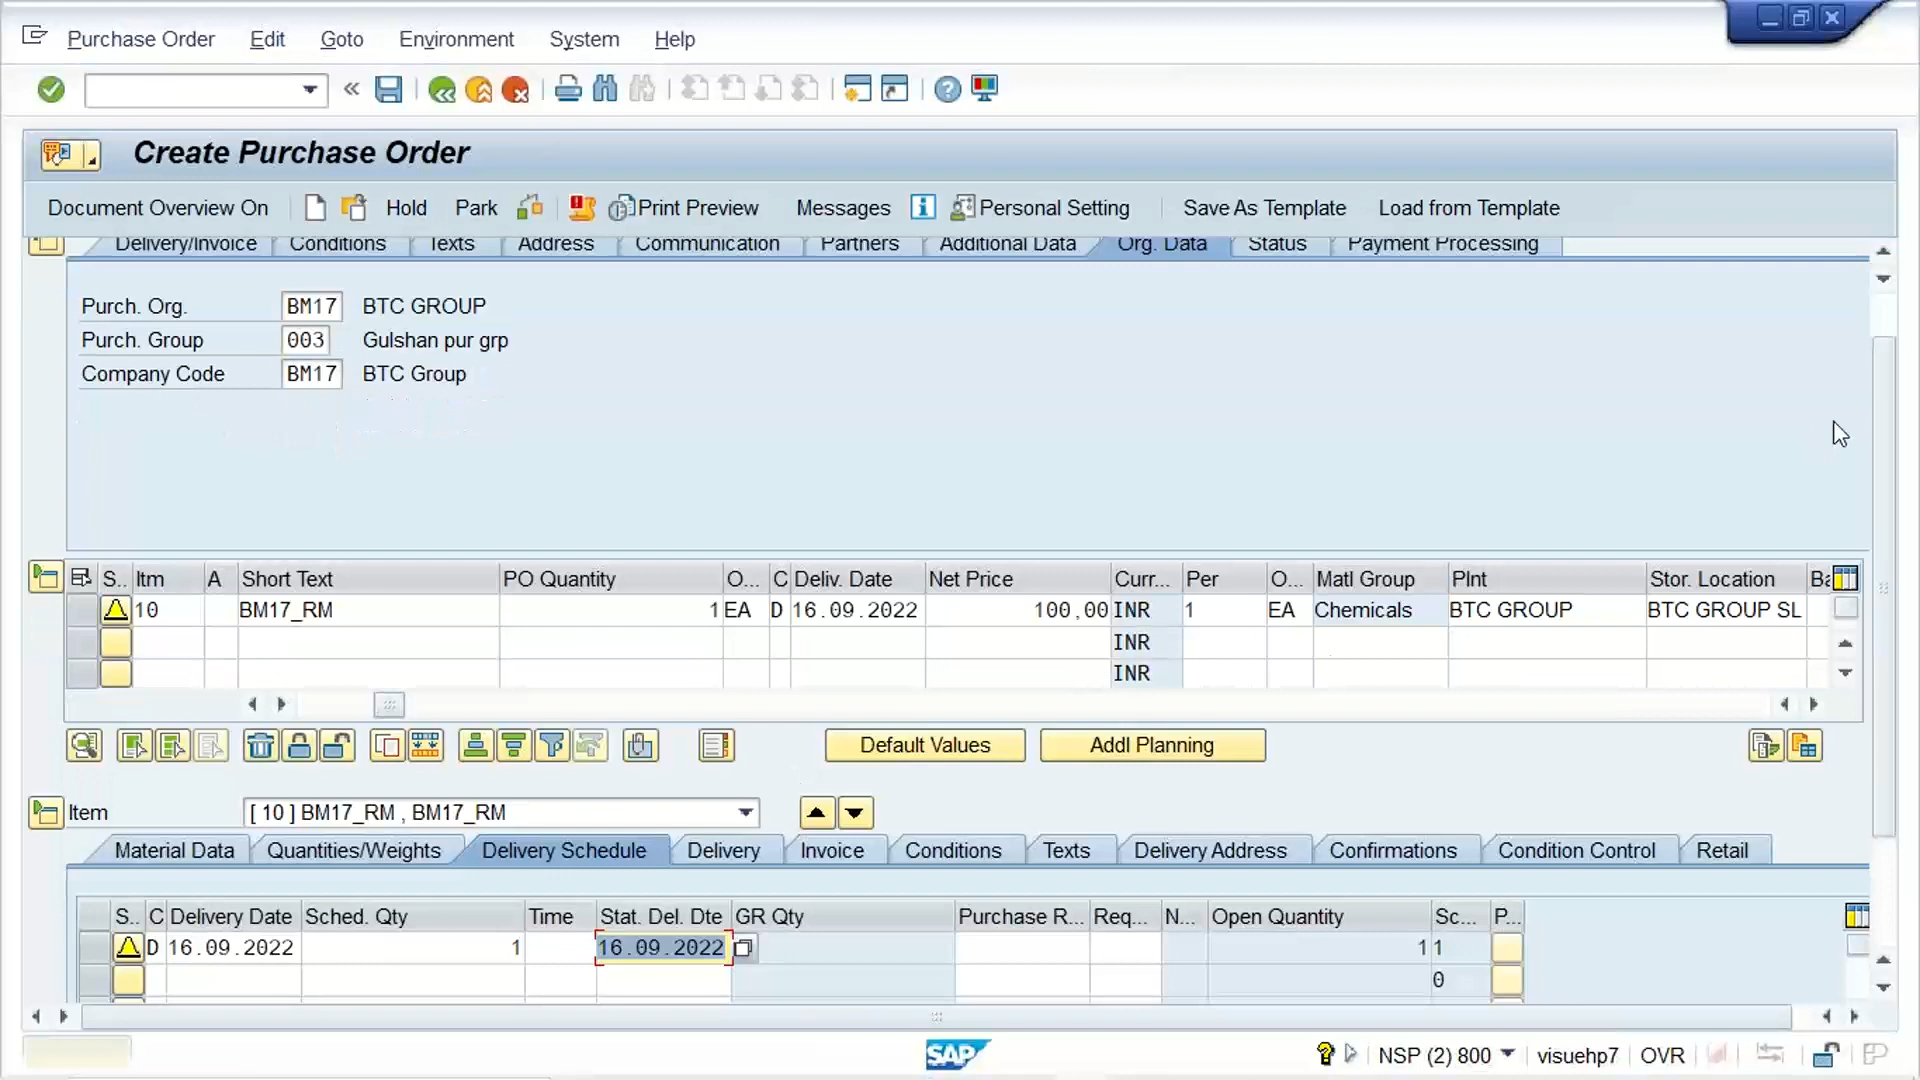 Purchase Order Edit Goto Environment System Help
Create Purchase Order
Document Overview On Hold Park Print Preview Messages Personal Setting Save As Template Load from Template
Delivery/Invoice Conditions Texts Address Communication Partners Additional Data Org. Data Status Payment Processing
Purch. Org. BM17 BTC GROUP
Purch. Group 003 Gulshan pur grp
Company Code BM17 BTC Group
S.. Itm A Short Text PO Quantity O... C Deliv. Date Net Price Curr... Per O... Matl Group Plnt Stor. Location Ba
10 BM17_RM 1 EA D 16.09.2022 100,00 INR 1 EA Chemicals BTC GROUP BTC GROUP SL
INR
INR
Default Values Addl Planning
Item [ 10 ] BM17_RM , BM17_RM
Material Data Quantities/Weights Delivery Schedule Delivery Invoice Conditions Texts Delivery Address Confirmations Condition Control Retail
S.. C Delivery Date Sched. Qty Time Stat. Del. Dte GR Qty Purchase R... Req... N... Open Quantity Sc... P...
D 16.09.2022 1 16.09.2022 1 1
0
SAP NSP (2) 800 visuehp7 OVR